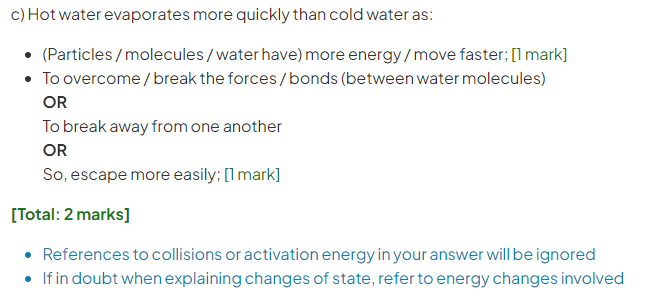 c) Hot water evaporates more quickly than cold water as:
• (Particles / molecules / water have) more energy / move faster; [1 mark]
• To overcome / break the forces / bonds (between water molecules)
OR
To break away from one another
OR
So, escape more easily; [1 mark]
[Total: 2 marks]
• References to collisions or activation energy in your answer will be ignored
• If in doubt when explaining changes of state, refer to energy changes involved